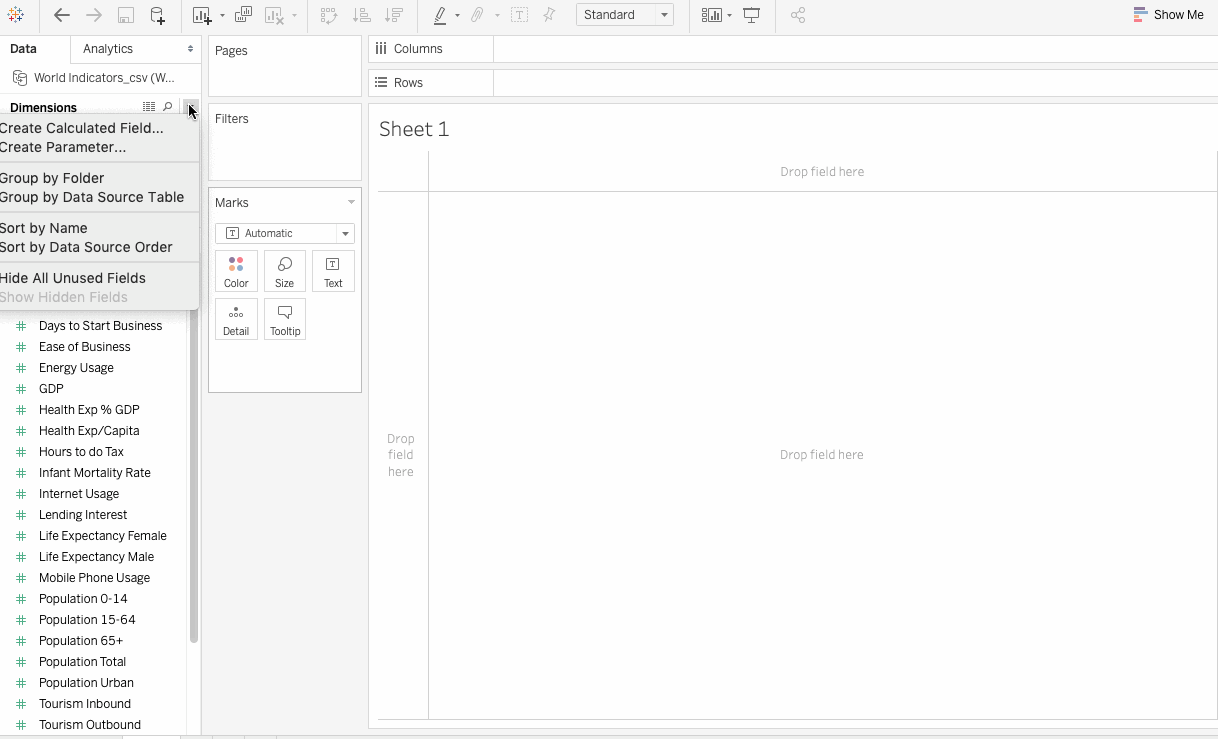 Standard
Show Me
Data
Analytics
Pages
Columns
World Indicators_csv (W...
Rows
Dimensions
Filters
Create Calculated Field...
Create Parameter...
Group by Folder
Group by Data Source Table
Sort by Name
Sort by Data Source Order
Hide All Unused Fields
Show Hidden Fields
Days to Start Business
Ease of Business
Energy Usage
GDP
Health Exp % GDP
Health Exp/Capita
Hours to do Tax
Infant Mortality Rate
Internet Usage
Lending Interest
Life Expectancy Female
Life Expectancy Male
Mobile Phone Usage
Population 0-14
Population 15-64
Population 65+
Population Total
Population Urban
Tourism Inbound
Tourism Outbound
Marks
T Automatic
Color
Size
T
Text
Detail
Tooltip
Sheet 1
Drop field here
Drop
field
here
Drop field here